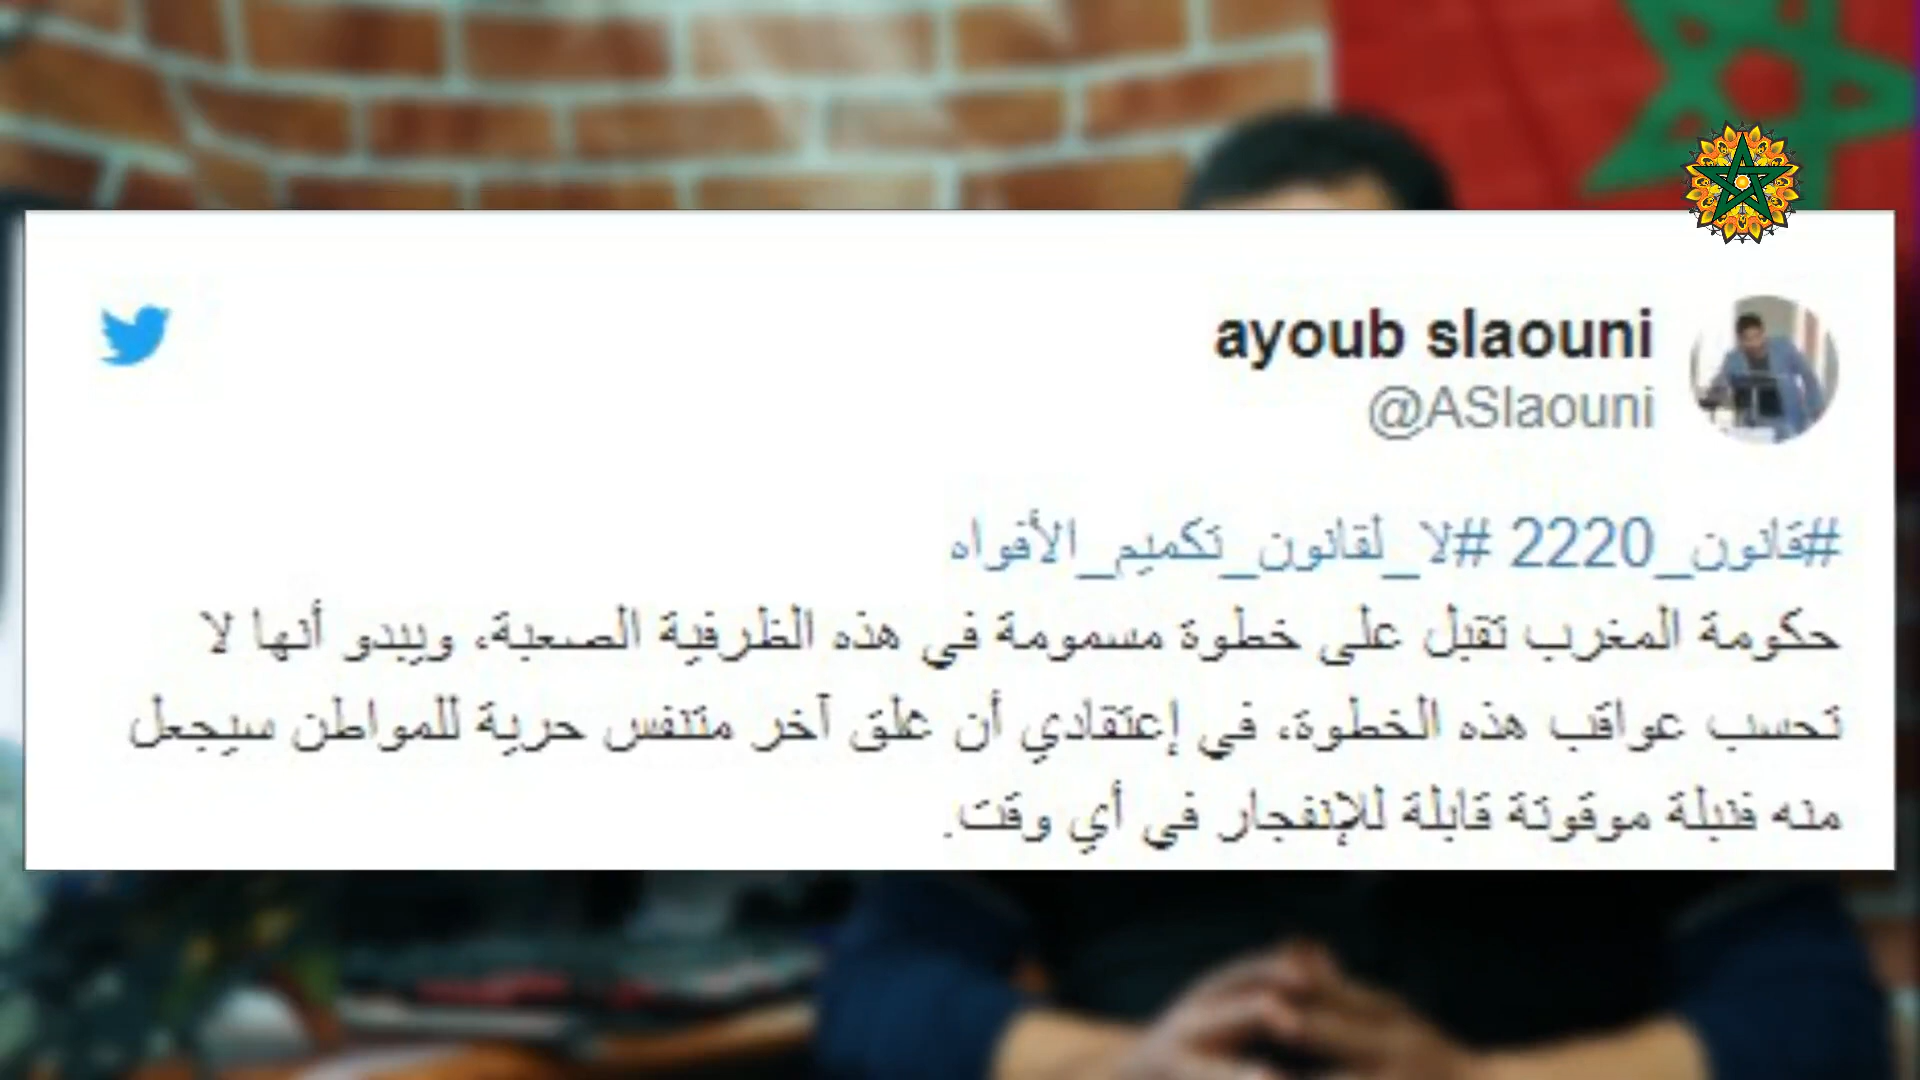 ayoub slaouni
@ASlaouni
#قانون_2220 #لا_لقانون_تكميم_الأفواه
حكومة المغرب تقبل على خطوة مسمومة في هذه الظرفية الصعبة، ويبدو أنها لا
تحسب عواقب هذه الخطوة، في إعتقادي أن غلق آخر متنفس حرية للمواطن سيجعل
منه قنبلة موقوتة قابلة للإنفجار في أي وقت.